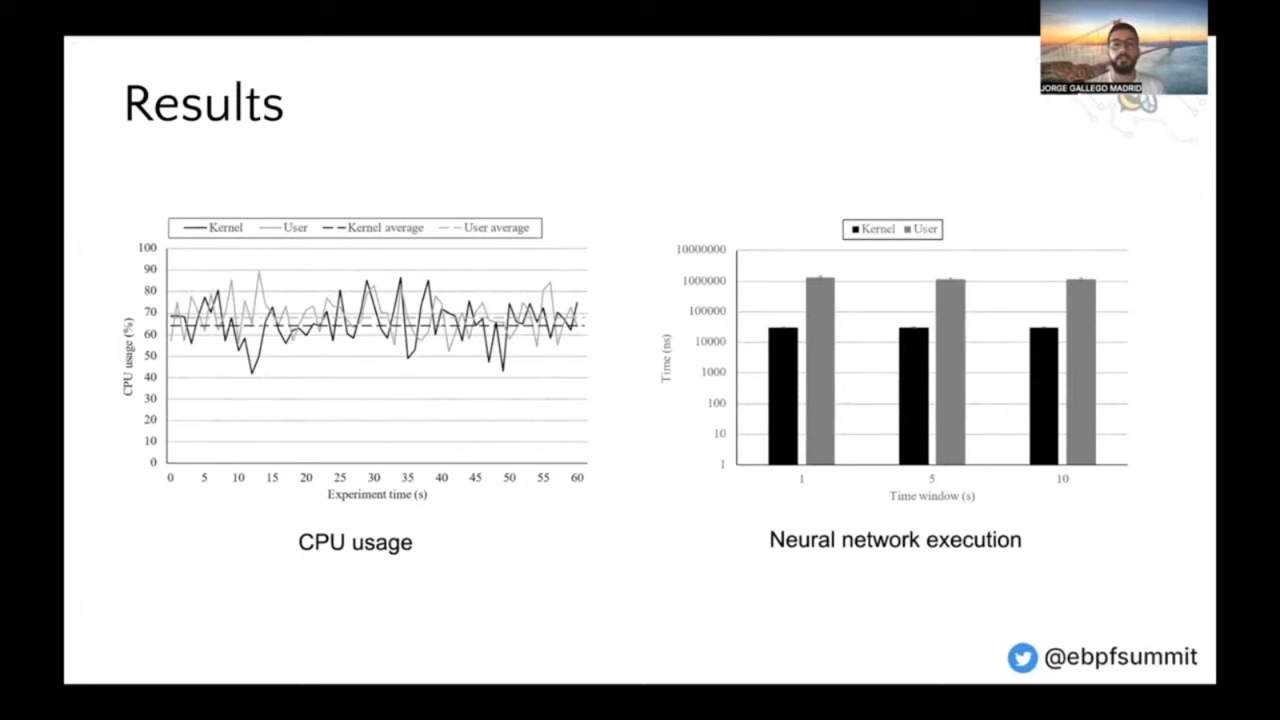 JORGE GALLEGO MADRID
Results
Kernel User Kernel average User average
100
90
80
70
60
50
40
30
20
10
0
CPU usage (%)
0 5 10 15 20 25 30 35 40 45 50 55 60
Experiment time (s)
CPU usage
Kernel User
10000000
1000000
100000
10000
1000
100
10
1
Time (ns)
1 5 10
Time window (s)
Neural network execution
@ebpfsummit